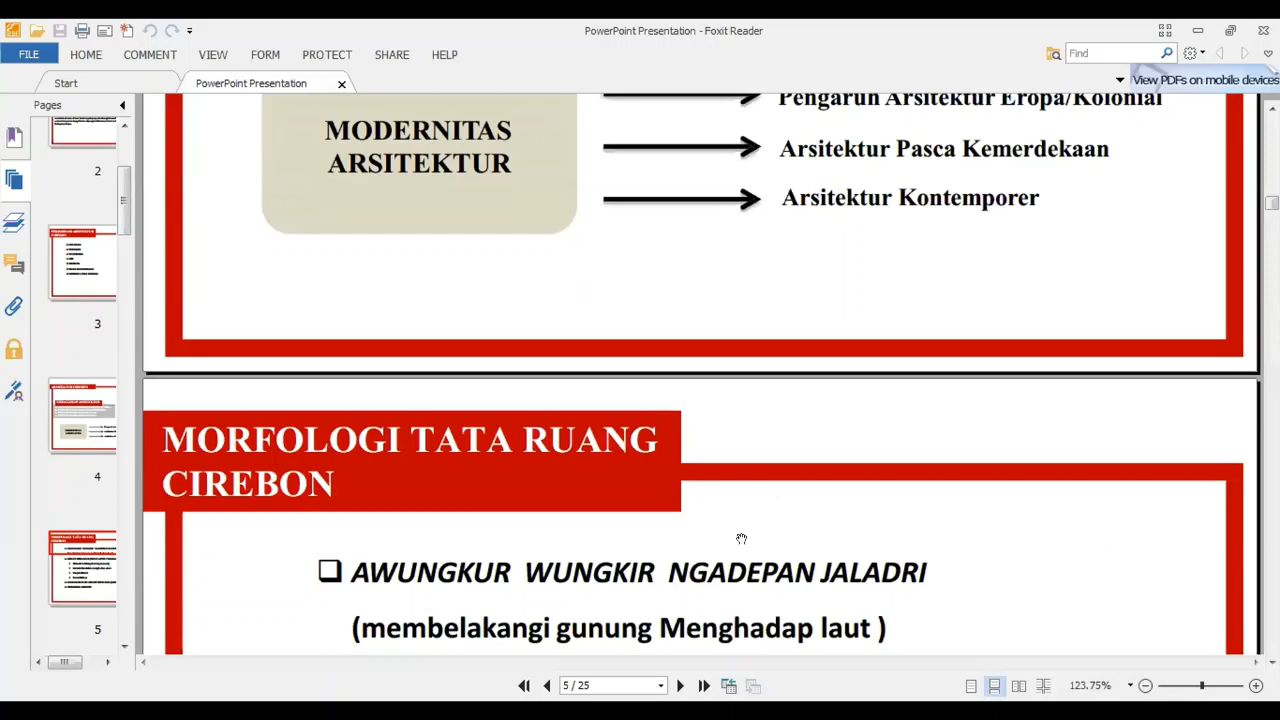 PowerPoint Presentation - Foxit Reader
FILE HOME COMMENT VIEW FORM PROTECT SHARE HELP
Find
Start
PowerPoint Presentation
View PDFs on mobile devices
Pages
2
3
4
5
MODERNITAS
ARSITEKTUR
Pengaruh Arsitektur Eropa/Kolonial
Arsitektur Pasca Kemerdekaan
Arsitektur Kontemporer
MORFOLOGI TATA RUANG
CIREBON
AWUNGKUR WUNGKIR NGADEPAN JALADRI
(membelakangi gunung Menghadap laut )
5 / 25
123.75%